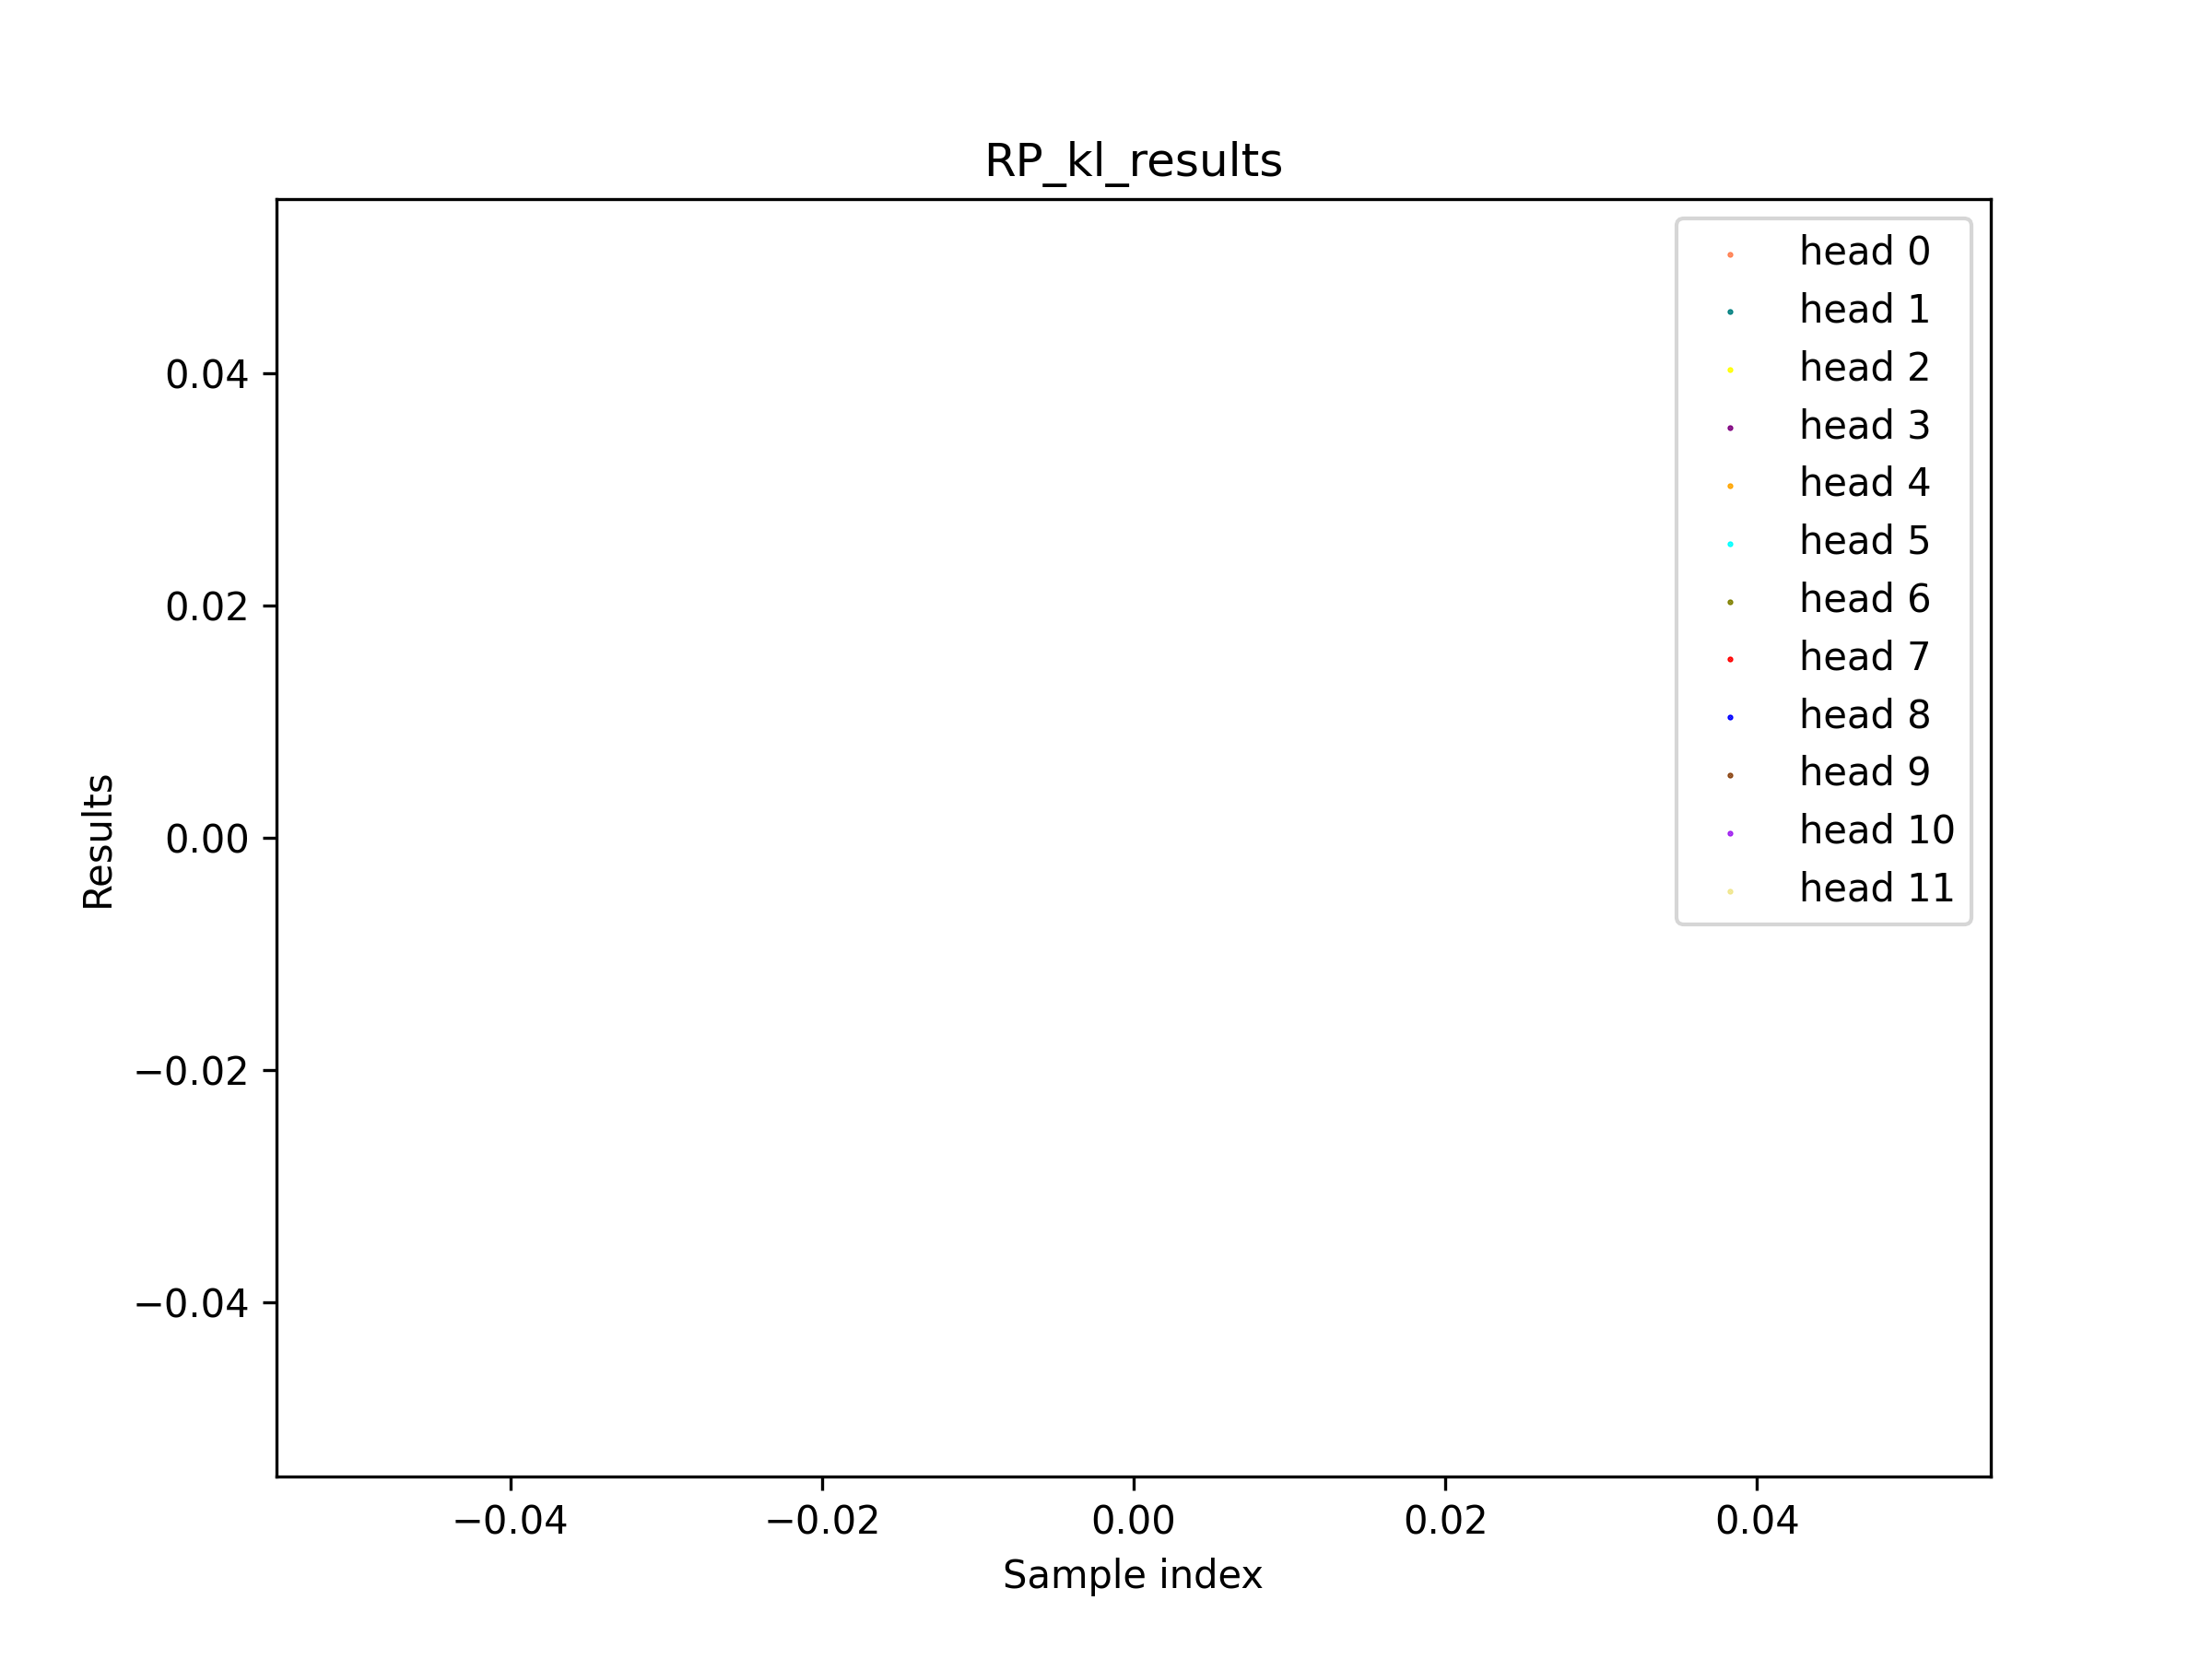 RP_kl_results
head 0
head 1
head 2
head 3
head 4
head 5
head 6
head 7
head 8
head 9
head 10
head 11
0.04
0.02
0.00
−0.02
−0.04
Results
−0.04 −0.02 0.00 0.02 0.04
Sample index